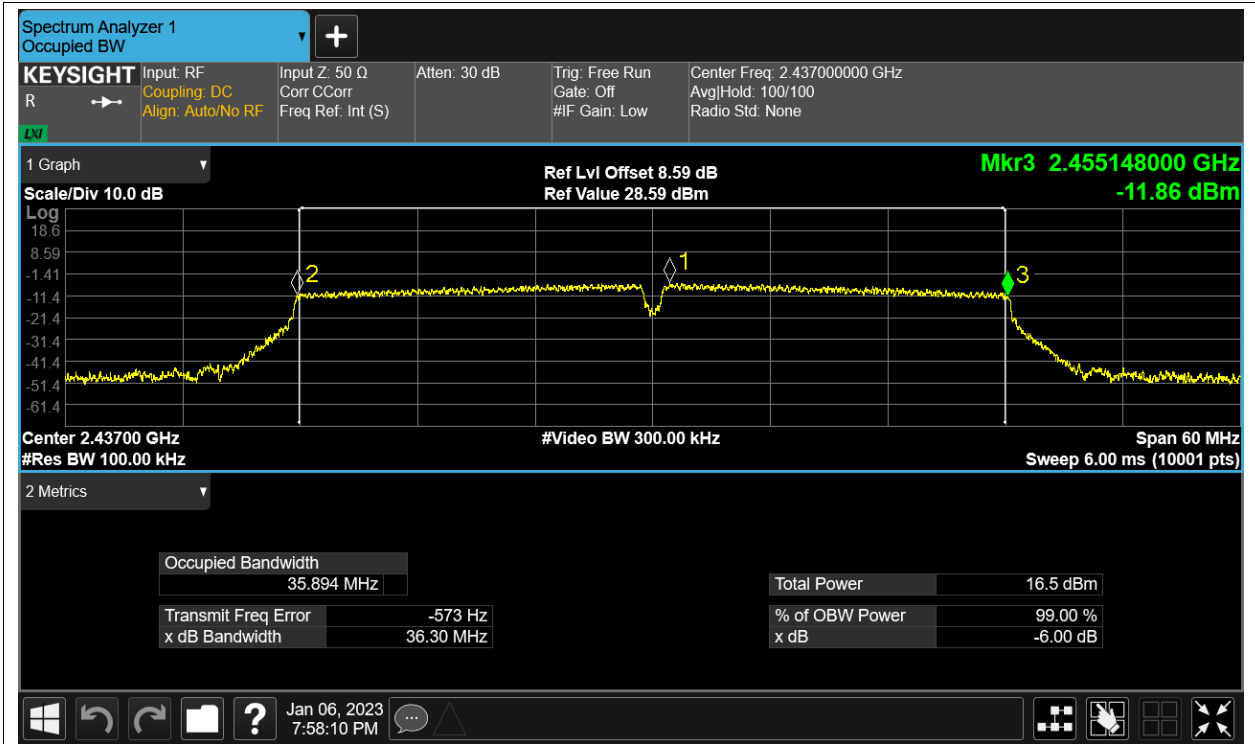 Spectrum Analyzer 1
Occupied BW
KEYSIGHT
R
LXI
Input: RF
Coupling: DC
Align: Auto/No RF
Input Z: 50 Ω
Corr CCorr
Freq Ref: Int (S)
Atten: 30 dB
Trig: Free Run
Gate: Off
#IF Gain: Low
Center Freq: 2.437000000 GHz
Avg|Hold: 100/100
Radio Std: None
1 Graph
Scale/Div 10.0 dB
Ref Lvl Offset 8.59 dB
Ref Value 28.59 dBm
Mkr3 2.455148000 GHz
-11.86 dBm
Log
18.6
8.59
-1.41
-11.4
-21.4
-31.4
-41.4
-51.4
-61.4
2
1
3
Center 2.43700 GHz
#Res BW 100.00 kHz
#Video BW 300.00 kHz
Span 60 MHz
Sweep 6.00 ms (10001 pts)
2 Metrics
Occupied Bandwidth
35.894 MHz
Transmit Freq Error -573 Hz
x dB Bandwidth 36.30 MHz
Total Power 16.5 dBm
% of OBW Power 99.00 %
x dB -6.00 dB
?
Jan 06, 2023
7:58:10 PM